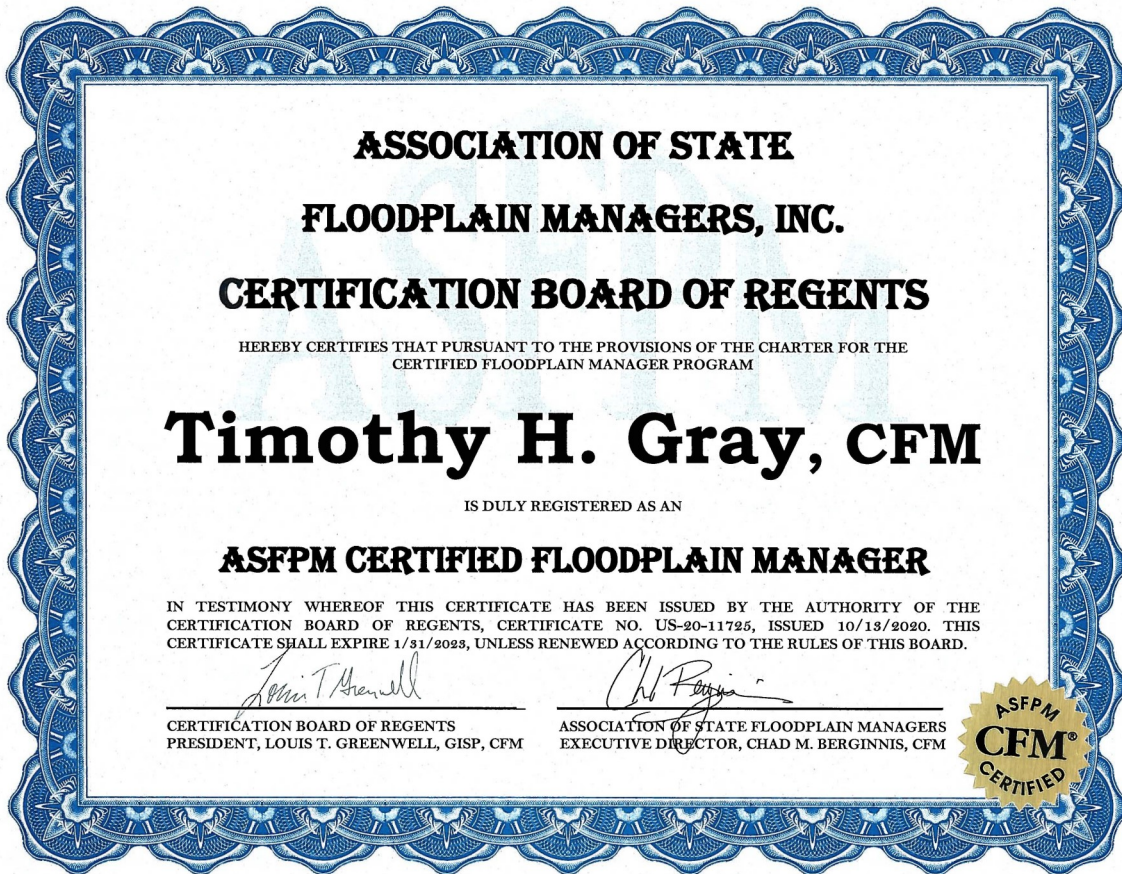 ASSOCIATION OF STATE
FLOODPLAIN MANAGERS, INC.
CERTIFICATION BOARD OF REGENTS
HEREBY CERTIFIES THAT PURSUANT TO THE PROVISIONS OF THE CHARTER FOR THE
CERTIFIED FLOODPLAIN MANAGER PROGRAM
Timothy H. Gray, CFM
IS DULY REGISTERED AS AN
ASFPM CERTIFIED FLOODPLAIN MANAGER
IN TESTIMONY WHEREOF THIS CERTIFICATE HAS BEEN ISSUED BY THE AUTHORITY OF THE
CERTIFICATION BOARD OF REGENTS, CERTIFICATE NO. US-20-11725, ISSUED 10/13/2020. THIS
CERTIFICATE SHALL EXPIRE 1/31/2023, UNLESS RENEWED ACCORDING TO THE RULES OF THIS BOARD.
Louis T Greenwell
CERTIFICATION BOARD OF REGENTS
PRESIDENT, LOUIS T. GREENWELL, GISP, CFM
ASSOCIATION OF STATE FLOODPLAIN MANAGERS
EXECUTIVE DIRECTOR, CHAD M. BERGINNIS, CFM
ASFPM
CFM®
CERTIFIED
ASFPM